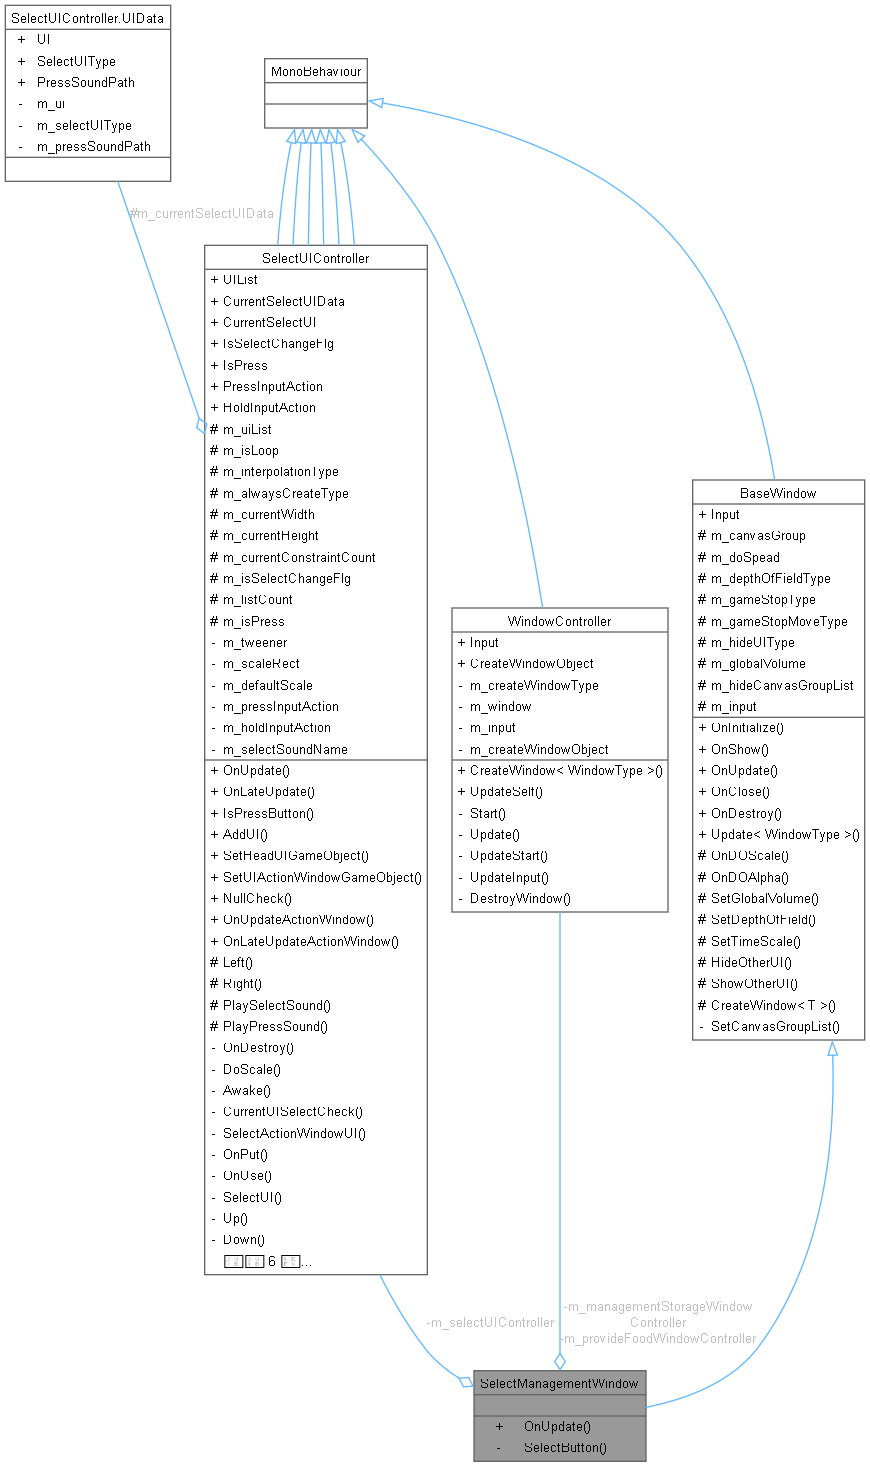 SelectUIController.UIData
+ UI
+ SelectUIType
+ PressSoundPath
- m_ui
- m_selectUIType
- m_pressSoundPath
MonoBehaviour
#m_currentSelectUIData
SelectUIController
+ UIList
+ CurrentSelectUIData
+ CurrentSelectUI
+ IsSelectChangeFlg
+ IsPress
+ PressInputAction
+ HoldInputAction
# m_uiList
# m_isLoop
# m_interpolationType
# m_alwaysCreateType
# m_currentWidth
# m_currentHeight
# m_currentConstraintCount
# m_isSelectChangeFlg
# m_listCount
# m_isPress
- m_tweener
- m_scaleRect
- m_defaultScale
- m_pressInputAction
- m_holdInputAction
- m_selectSoundName
+ OnUpdate()
+ OnLateUpdate()
+ IsPressButton()
+ AddUI()
+ SetHeadUIGameObject()
+ SetUIActionWindowGameObject()
+ NullCheck()
+ OnUpdateActionWindow()
+ OnLateUpdateActionWindow()
# Left()
# Right()
# PlaySelectSound()
# PlayPressSound()
- OnDestroy()
- DoScale()
- Awake()
- CurrentUISelectCheck()
- SelectActionWindowUI()
- OnPut()
- OnUse()
- SelectUI()
- Up()
- Down()
6 ...
WindowController
+ Input
+ CreateWindowObject
- m_createWindowType
- m_window
- m_input
- m_createWindowObject
+ CreateWindow< WindowType >()
+ UpdateSelf()
- Start()
- Update()
- UpdateStart()
- UpdateInput()
- DestroyWindow()
BaseWindow
+ Input
# m_canvasGroup
# m_doSpead
# m_depthOfFieldType
# m_gameStopType
# m_gameStopMoveType
# m_hideUIType
# m_globalVolume
# m_hideCanvasGroupList
# m_input
+ OnInitialize()
+ OnShow()
+ OnUpdate()
+ OnClose()
+ OnDestroy()
+ Update< WindowType >()
# OnDOScale()
# OnDOAlpha()
# SetGlobalVolume()
# SetDepthOfField()
# SetTimeScale()
# HideOtherUI()
# ShowOtherUI()
# CreateWindow< T >()
- SetCanvasGroupList()
-m_selectUIController
-m_managementStorageWindow
Controller
-m_provideFoodWindowController
SelectManagementWindow
+ OnUpdate()
- SelectButton()